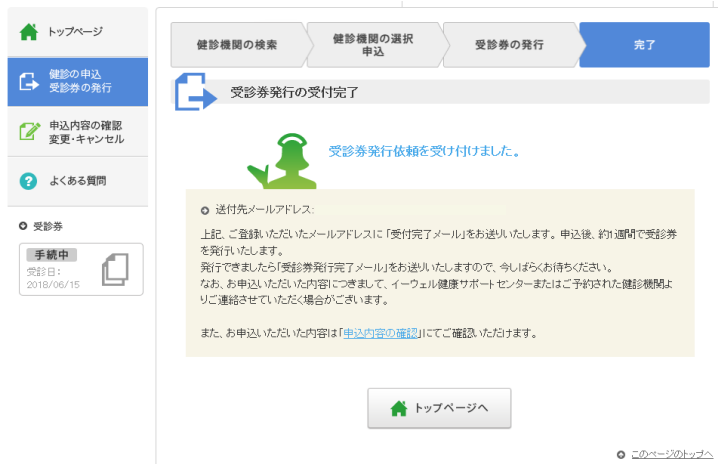 トップページ
健診の申込
受診券の発行
申込内容の確認
変更・キャンセル
よくある質問
受診券
手続中
受診日：
2018/06/15
健診機関の検索
健診機関の選択
申込
受診券の発行
完了
受診券発行の受付完了
受診券発行依頼を受け付けました。
送付先メールアドレス:
上記、ご登録いただいたメールアドレスに「受付完了メール」をお送りいたします。申込後、約1週間で受診券
を発行いたします。
発行できましたら「受診券発行完了メール」をお送りいたしますので、今しばらくお待ちください。
なお、お申込いただいた内容につきまして、イーウェル健康サポートセンターまたはご予約された健診機関よ
りご連絡させていただく場合がございます。
また、お申込いただいた内容は「申込内容の確認」にてご確認いただけます。
トップページへ
このページのトップへ